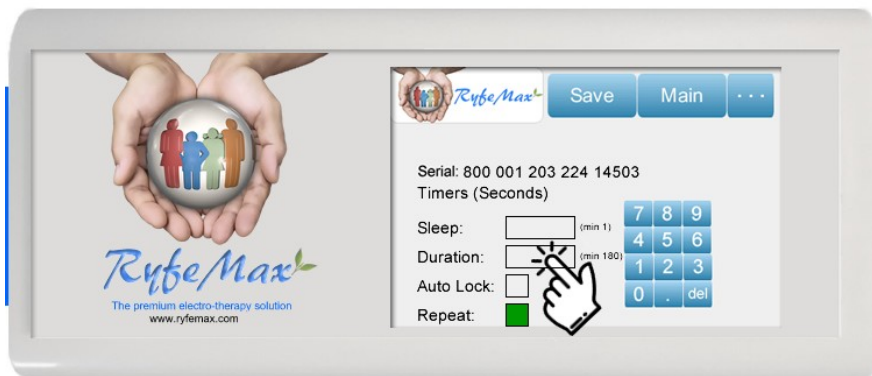 RyfeMax
The premium electro-therapy solution
www.ryfemax.com
RyfeMax
Save
Main
...
Serial: 800 001 203 224 14503
Timers (Seconds)
Sleep: (min 1)
Duration: (min 180)
Auto Lock:
Repeat:
7 8 9
4 5 6
1 2 3
0 . del